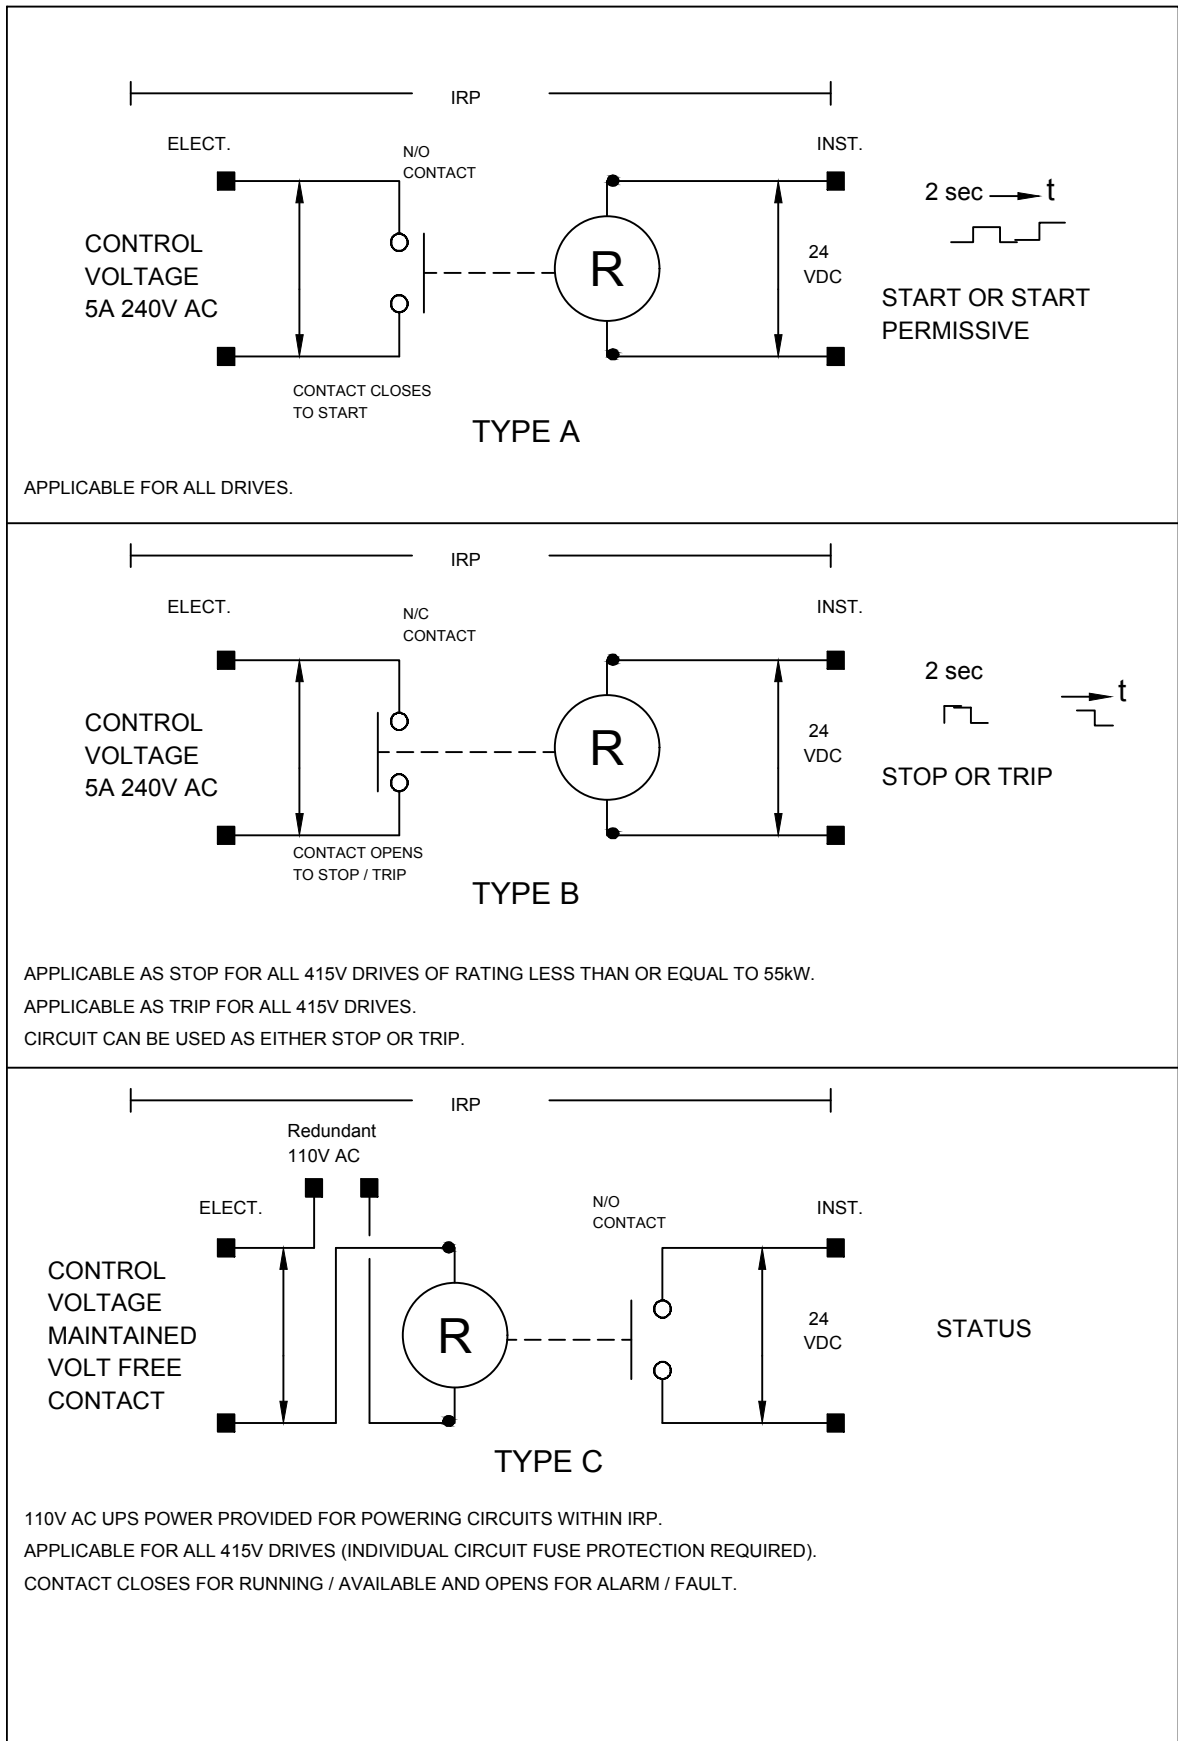 IRP
ELECT.
N/O
CONTACT
INST.
2 sec
t
CONTROL
VOLTAGE
5A 240V AC
R
24
VDC
START OR START
PERMISSIVE
CONTACT CLOSES
TO START
TYPE A
APPLICABLE FOR ALL DRIVES.
IRP
ELECT.
N/C
CONTACT
INST.
2 sec
t
CONTROL
VOLTAGE
5A 240V AC
R
24
VDC
STOP OR TRIP
CONTACT OPENS
TO STOP / TRIP
TYPE B
APPLICABLE AS STOP FOR ALL 415V DRIVES OF RATING LESS THAN OR EQUAL TO 55kW.
APPLICABLE AS TRIP FOR ALL 415V DRIVES.
CIRCUIT CAN BE USED AS EITHER STOP OR TRIP.
IRP
Redundant
110V AC
ELECT.
N/O
CONTACT
INST.
CONTROL
VOLTAGE
MAINTAINED
VOLT FREE
CONTACT
R
24
VDC
STATUS
TYPE C
110V AC UPS POWER PROVIDED FOR POWERING CIRCUITS WITHIN IRP.
APPLICABLE FOR ALL 415V DRIVES (INDIVIDUAL CIRCUIT FUSE PROTECTION REQUIRED).
CONTACT CLOSES FOR RUNNING / AVAILABLE AND OPENS FOR ALARM / FAULT.